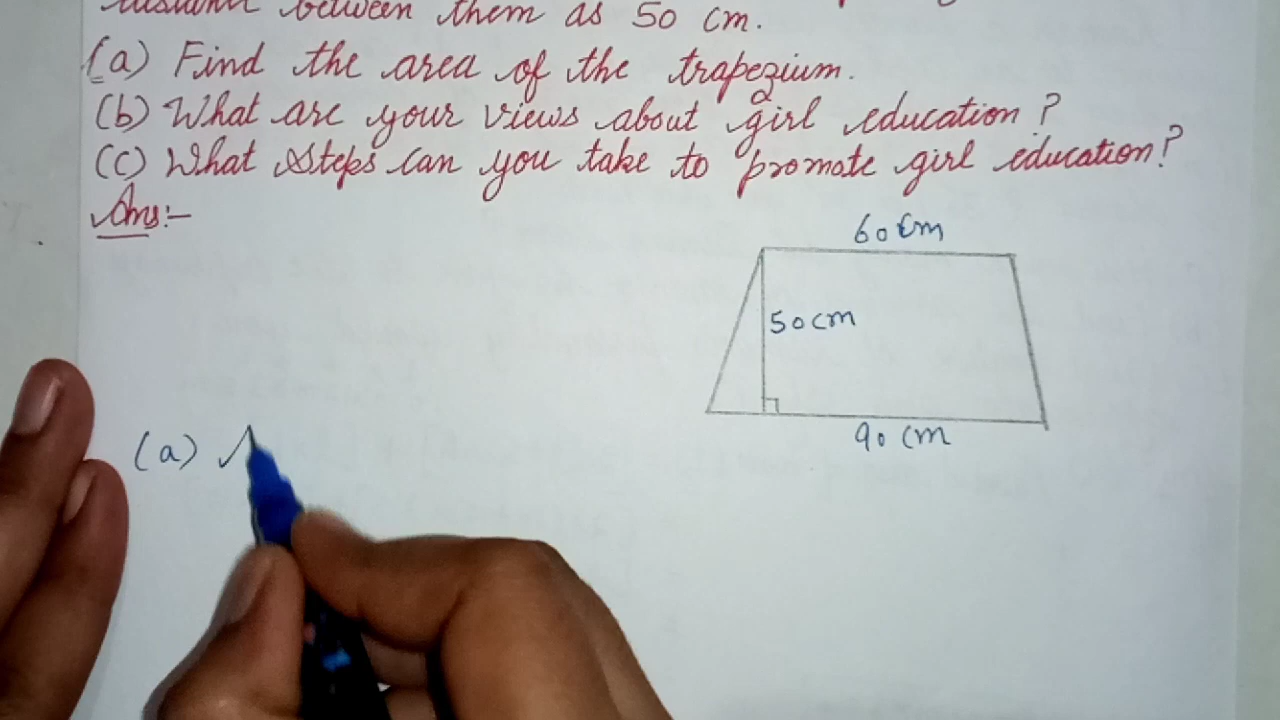 distance between them as 50 cm.
(a) Find the area of the trapezium.
(b) What are your views about girl education?
(c) What steps can you take to promote girl education?
Ans:-
60 cm
50 cm
90 cm
(a) A